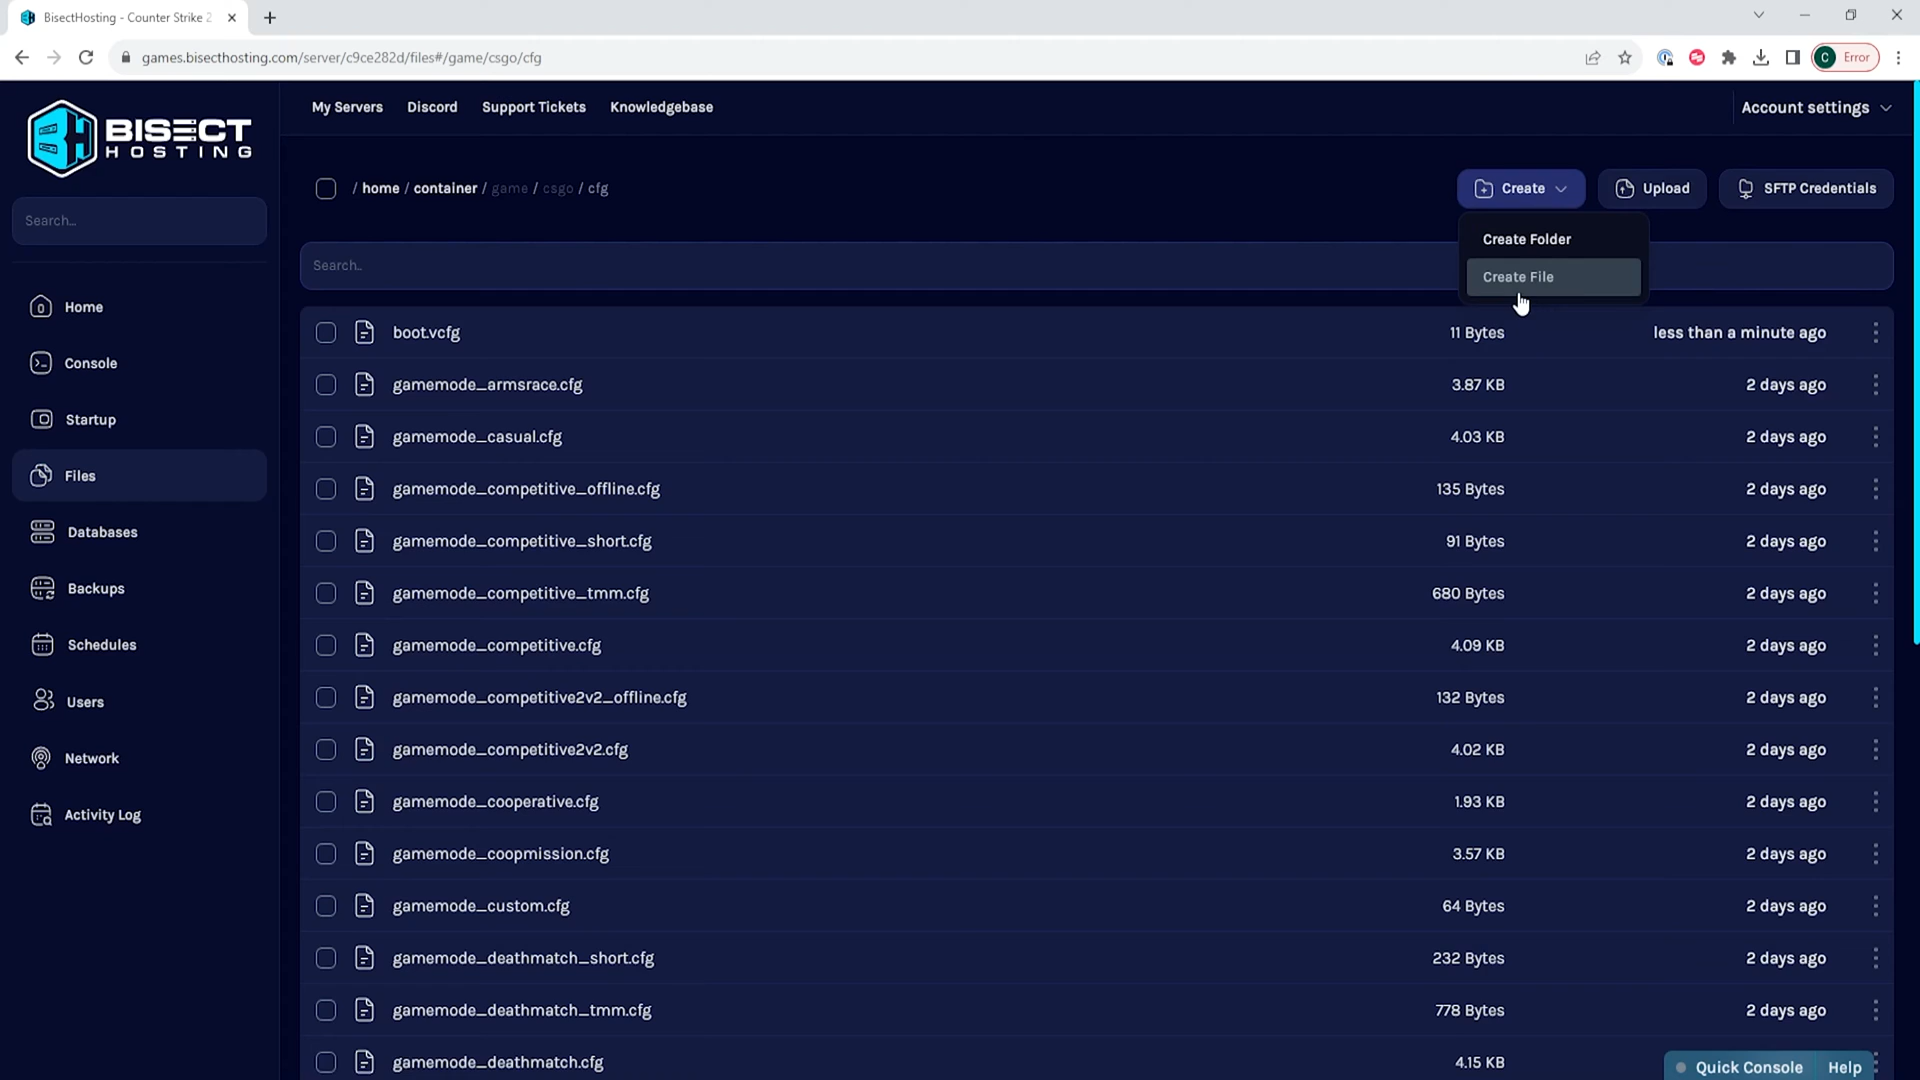 BisectHosting - Counter Strike 2
games.bisecthosting.com/server/c9ce282d/files#/game/csgo/cfg
C Error
BISECT
HOSTING
My Servers Discord Support Tickets Knowledgebase
Account settings
Search...
/ home / container / game / csgo / cfg
Create Upload SFTP Credentials
Create Folder
Create File
Search..
Home
Console
Startup
Files
Databases
Backups
Schedules
Users
Network
Activity Log
boot.vcfg 11 Bytes less than a minute ago
gamemode_armsrace.cfg 3.87 KB 2 days ago
gamemode_casual.cfg 4.03 KB 2 days ago
gamemode_competitive_offline.cfg 135 Bytes 2 days ago
gamemode_competitive_short.cfg 91 Bytes 2 days ago
gamemode_competitive_tmm.cfg 680 Bytes 2 days ago
gamemode_competitive.cfg 4.09 KB 2 days ago
gamemode_competitive2v2_offline.cfg 132 Bytes 2 days ago
gamemode_competitive2v2.cfg 4.02 KB 2 days ago
gamemode_cooperative.cfg 1.93 KB 2 days ago
gamemode_coopmission.cfg 3.57 KB 2 days ago
gamemode_custom.cfg 64 Bytes 2 days ago
gamemode_deathmatch_short.cfg 232 Bytes 2 days ago
gamemode_deathmatch_tmm.cfg 778 Bytes 2 days ago
gamemode_deathmatch.cfg 4.15 KB
Quick Console Help